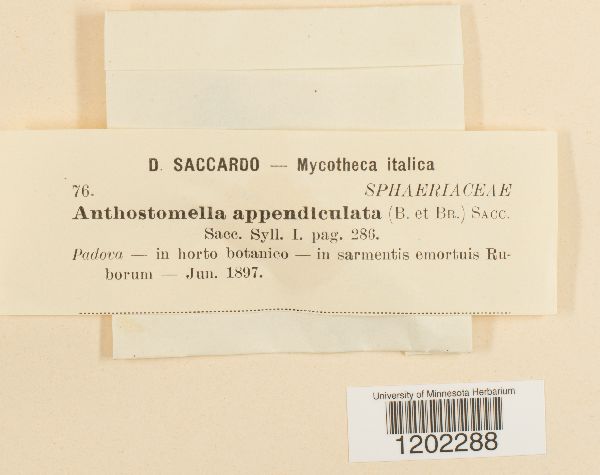 D. SACCARDO — Mycotheca italica
76. SPHAERIACEAE
Anthostomella appendiculata (B. et BR.) SACC.
Sacc. Syll. I. pag. 286.
Padova — in horto botanico — in sarmentis emortuis Ru-
borum — Jun. 1897.
University of Minnesota Herbarium
1202288